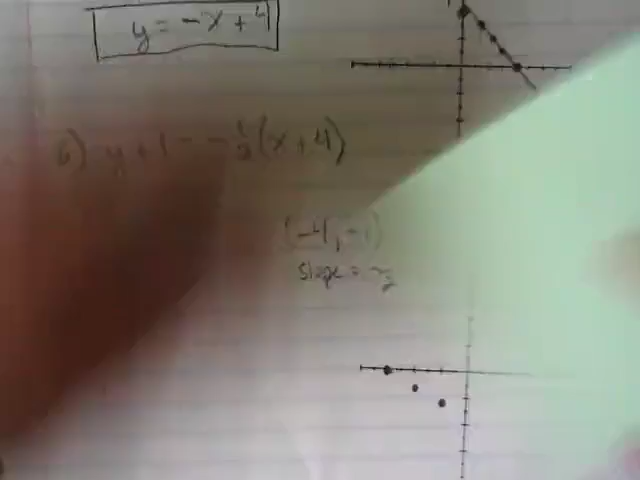 y = -x + 4
6) y + 1 = -1/2 (x + 4)
(-4, -1)
slope = -1/2